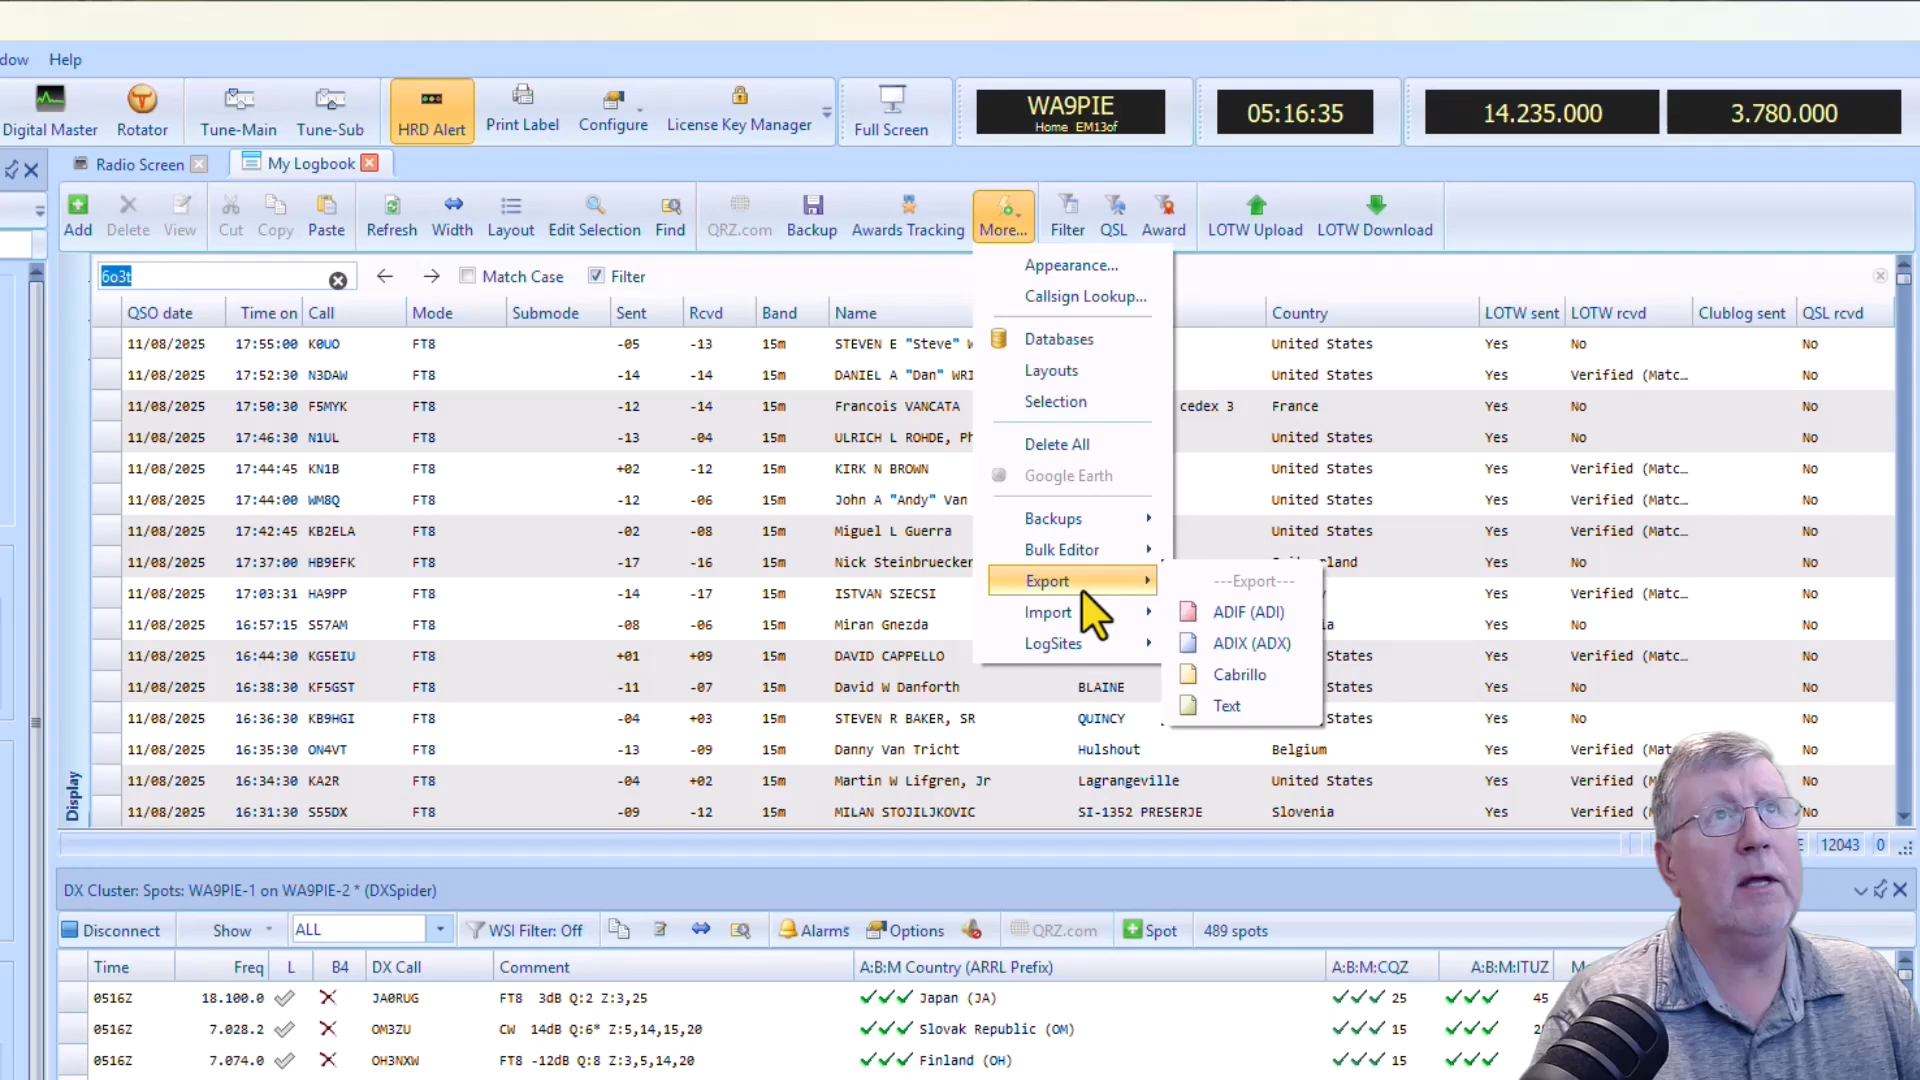 dow Help
Digital Master Rotator Tune-Main Tune-Sub HRD Alert Print Label Configure License Key Manager Full Screen WA9PIE Home EM13of 05:16:35 14.235.000 3.780.000
Radio Screen My Logbook
Add Delete View Cut Copy Paste Refresh Width Layout Edit Selection Find QRZ.com Backup Awards Tracking More... Filter QSL Award LOTW Upload LOTW Download
6o3t Match Case Filter
QSO date Time on Call Mode Submode Sent Rcvd Band Name Country LOTW sent LOTW rcvd Clublog sent QSL rcvd
11/08/2025 17:55:00 K0UO FT8 -05 -13 15m STEVEN E "Steve" United States Yes No No
11/08/2025 17:52:30 N3DAW FT8 -14 -14 15m DANIEL A "Dan" WRI United States Yes Verified (Matc… No
11/08/2025 17:50:30 F5MYK FT8 -12 -14 15m Francois VANCATA cedex 3 France Yes No No
11/08/2025 17:46:30 N1UL FT8 -13 -04 15m ULRICH L ROHDE, Ph United States Yes No No
11/08/2025 17:44:45 KN1B FT8 +02 -12 15m KIRK N BROWN United States Yes Verified (Matc… No
11/08/2025 17:44:00 WM8Q FT8 -12 -06 15m John A "Andy" Van United States Yes No No
11/08/2025 17:42:45 KB2ELA FT8 -02 -08 15m Miguel L Guerra United States Yes Verified (Matc… No
11/08/2025 17:37:00 HB9EFK FT8 -17 -16 15m Nick Steinbruecker land Yes No No
11/08/2025 17:03:31 HA9PP FT8 -14 -17 15m ISTVAN SZECSI Yes Verified (Matc… No
11/08/2025 16:57:15 S57AM FT8 -08 -06 15m Miran Gnezda ia Yes No No
11/08/2025 16:44:30 KG5EIU FT8 +01 +09 15m DAVID CAPPELLO States Yes Verified (Matc… No
11/08/2025 16:38:30 KF5GST FT8 -11 -07 15m David W Danforth BLAINE States Yes No No
11/08/2025 16:36:30 KB9HGI FT8 -04 +03 15m STEVEN R BAKER, SR QUINCY States Yes No No
11/08/2025 16:35:30 ON4VT FT8 -13 -09 15m Danny Van Tricht Hulshout Belgium Yes Verified (Mat No
11/08/2025 16:34:30 KA2R FT8 -04 +02 15m Martin W Lifgren, Jr Lagrangeville United States Yes Verified (M No
11/08/2025 16:31:30 S55DX FT8 -09 -12 15m MILAN STOJILJKOVIC SI-1352 PRESERJE Slovenia Yes Verified (M No
Appearance...
Callsign Lookup...
Databases
Layouts
Selection
Delete All
Google Earth
Backups
Bulk Editor
Export
Import
LogSites
---Export---
ADIF (ADI)
ADIX (ADX)
Cabrillo
Text
Display
E 12043 0
DX Cluster: Spots: WA9PIE-1 on WA9PIE-2 * (DXSpider)
Disconnect Show ALL WSI Filter: Off Alarms Options QRZ.com Spot 489 spots
Time Freq L B4 DX Call Comment A:B:M Country (ARRL Prefix) A:B:M:CQZ A:B:M:ITUZ
0516Z 18.100.0 JA0RUG FT8 3dB Q:2 Z:3,25 Japan (JA) 25 45
0516Z 7.028.2 OM3ZU CW 14dB Q:6* Z:5,14,15,20 Slovak Republic (OM) 15
0516Z 7.074.0 OH3NXW FT8 -12dB Q:8 Z:3,5,14,20 Finland (OH) 15